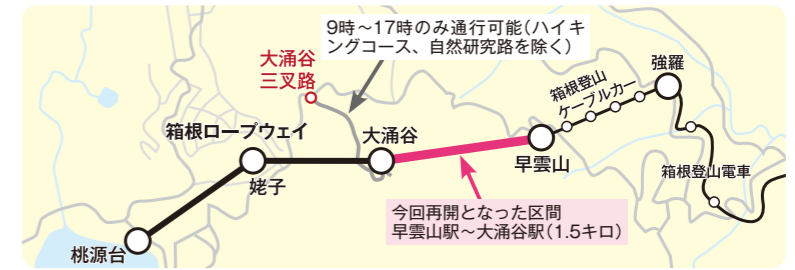 9時～17時のみ通行可能（ハイキ
ングコース、自然研究路を除く）
大涌谷
三叉路
強羅
箱根登山
ケーブルカー
箱根ロープウェイ
大涌谷
早雲山
箱根登山電車
姥子
今回再開となった区間
早雲山駅～大涌谷駅（1.5キロ）
桃源台